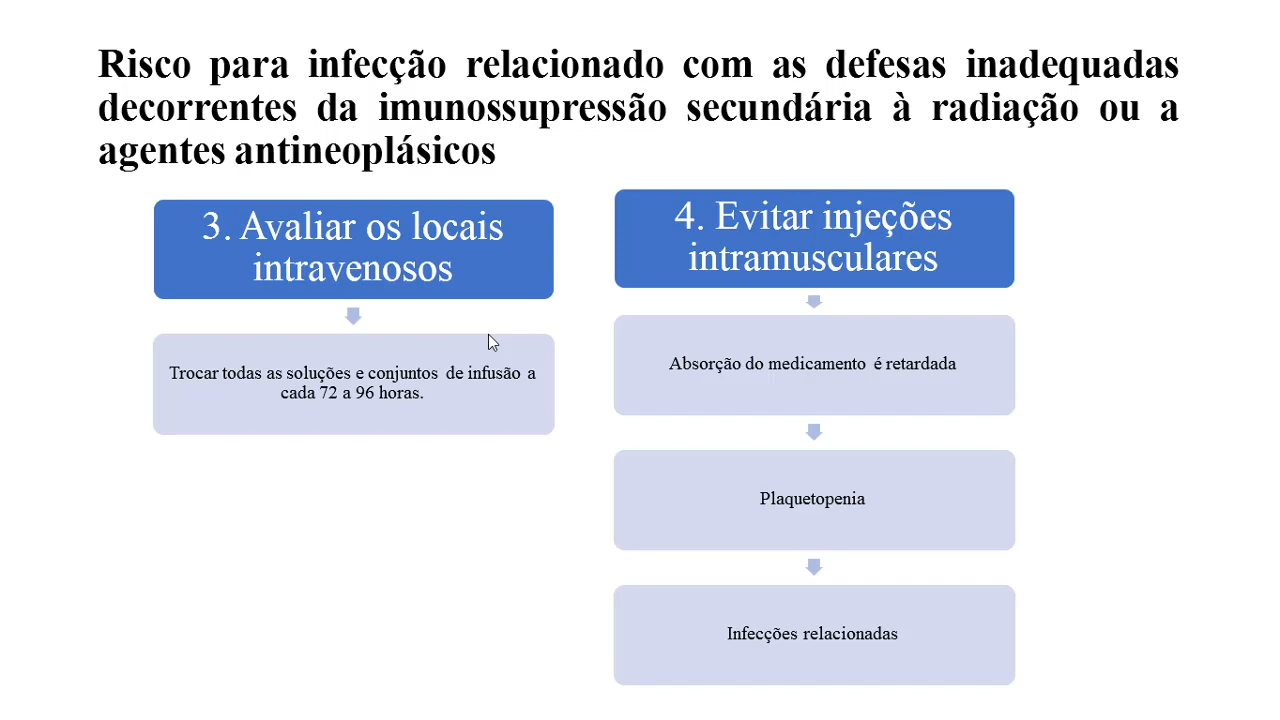 Risco para infecção relacionado com as defesas inadequadas
decorrentes da imunossupressão secundária à radiação ou a
agentes antineoplásicos
3. Avaliar os locais
intravenosos
Trocar todas as soluções e conjuntos de infusão a
cada 72 a 96 horas.
4. Evitar injeções
intramusculares
Absorção do medicamento é retardada
Plaquetopenia
Infecções relacionadas